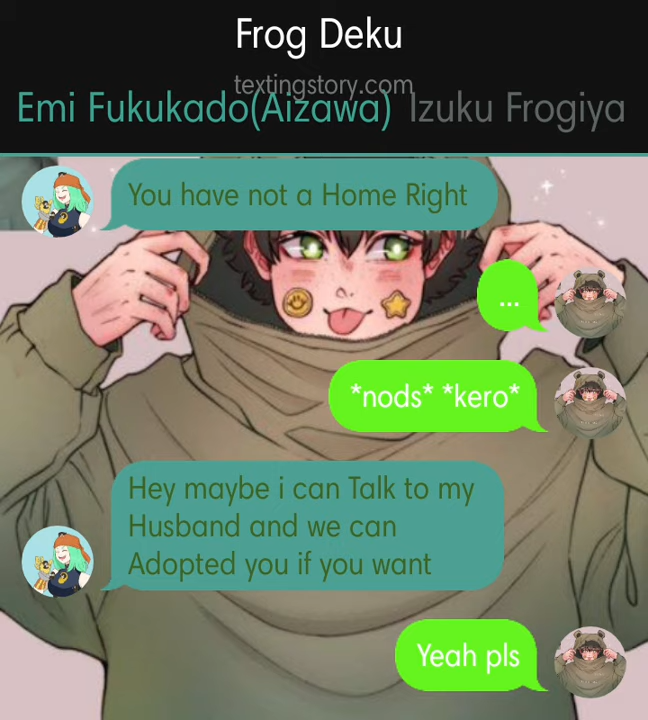 Frog Deku
textingstory.com
Emi Fukukado(Aizawa) Izuku Frogiya
You have not a Home Right
...
*nods* *kero*
Hey maybe i can Talk to my
Husband and we can
Adopted you if you want
Yeah pls